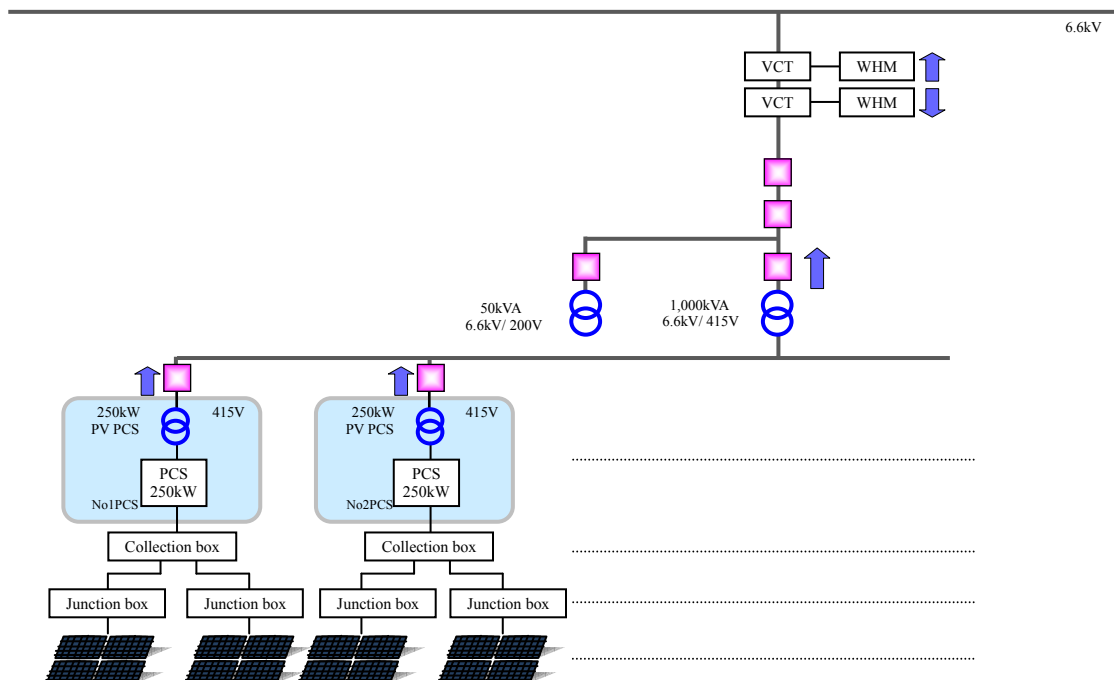 6.6kV
VCT
WHM
VCT
WHM
50kVA
6.6kV/ 200V
1,000kVA
6.6kV/ 415V
250kW
PV PCS
415V
PCS
250kW
No1PCS
250kW
PV PCS
415V
PCS
250kW
No2PCS
Collection box
Collection box
Junction box
Junction box
Junction box
Junction box